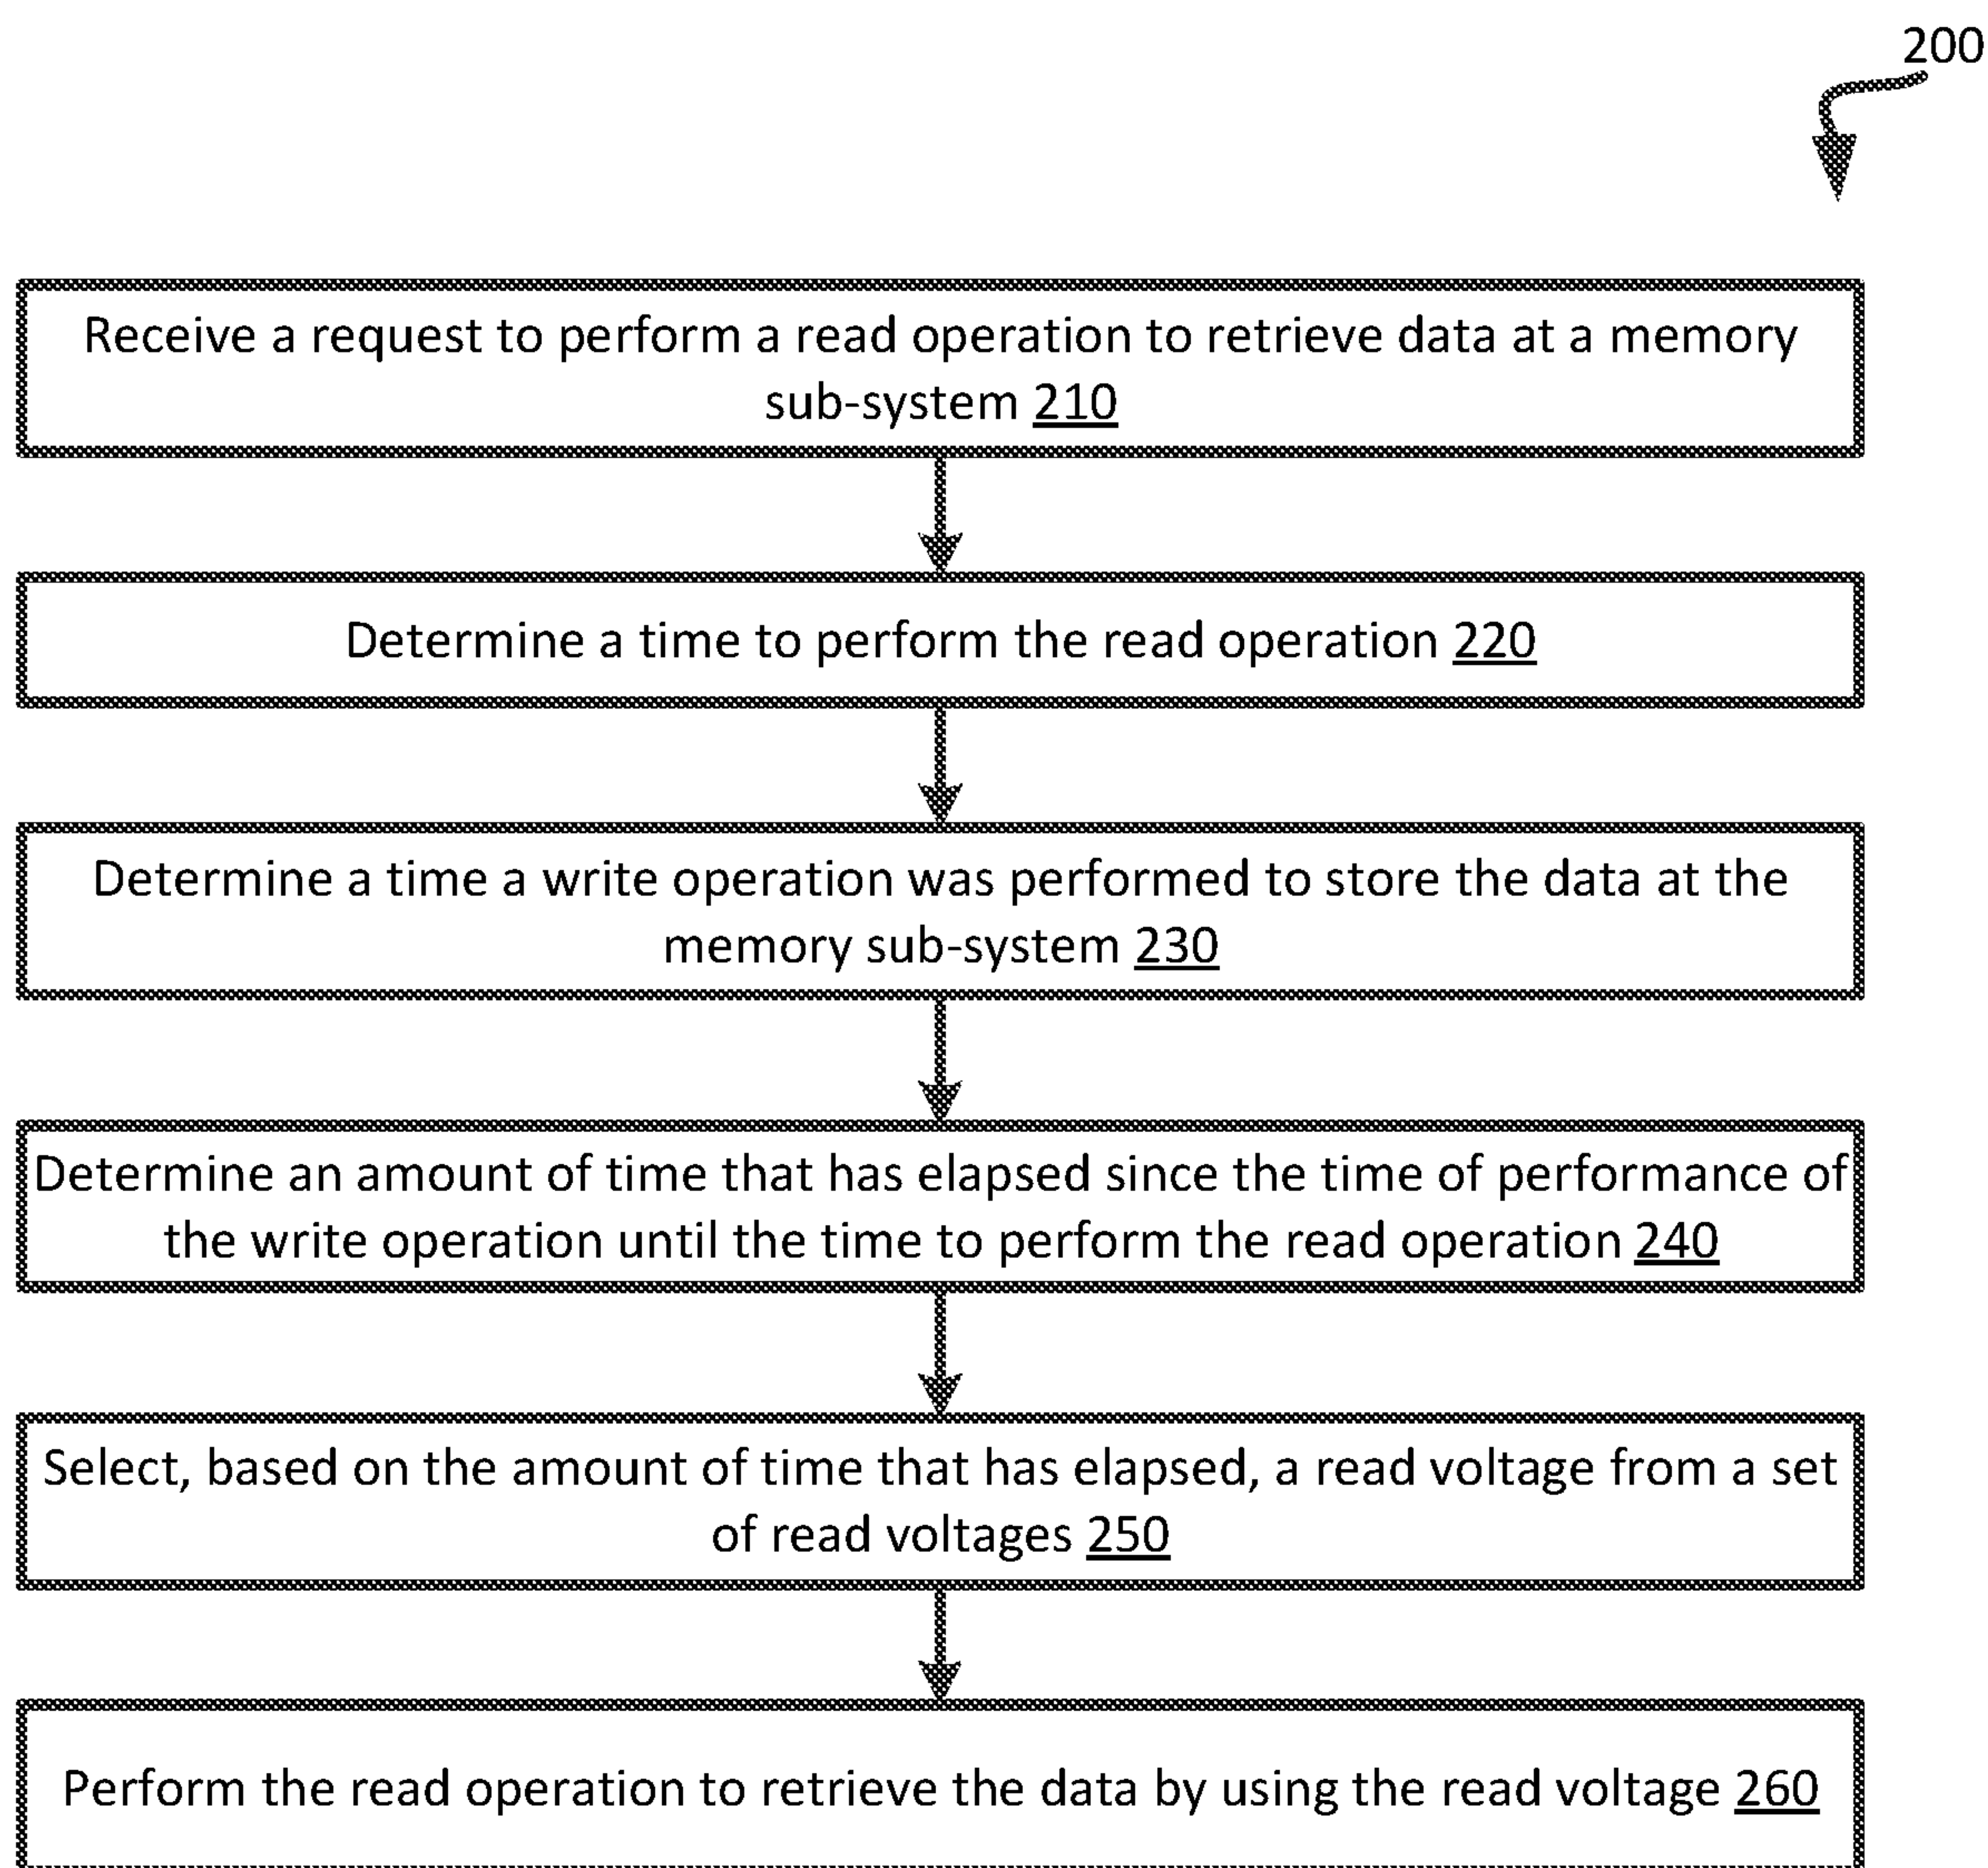 200
Receive a request to perform a read operation to retrieve data at a memory
sub-system 210
Determine a time to perform the read operation 220
Determine a time a write operation was performed to store the data at the
memory sub-system 230
Determine an amount of time that has elapsed since the time of performance of
the write operation until the time to perform the read operation 240
Select, based on the amount of time that has elapsed, a read voltage from a set
of read voltages 250
Perform the read operation to retrieve the data by using the read voltage 260